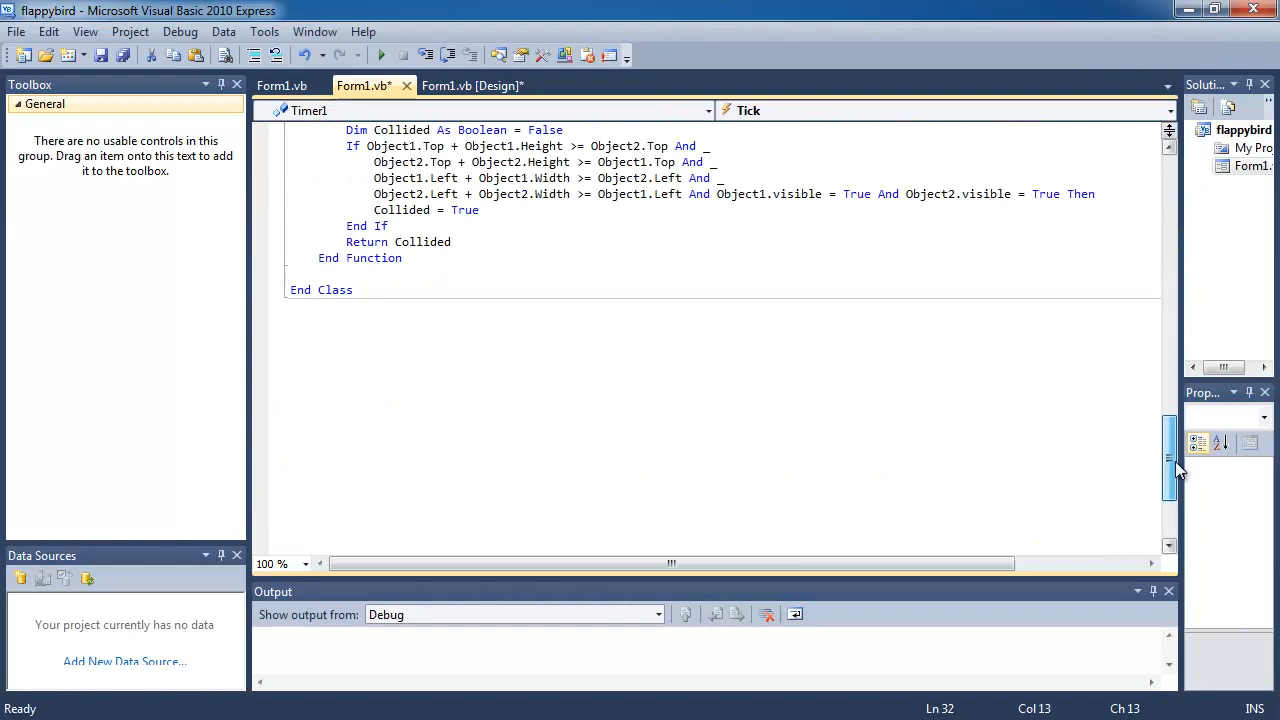 flappybird - Microsoft Visual Basic 2010 Express
File Edit View Project Debug Data Tools Window Help
Toolbox
General
There are no usable controls in this
group. Drag an item onto this text to add
it to the toolbox.
Form1.vb Form1.vb* Form1.vb [Design]*
Timer1 Tick
Dim Collided As Boolean = False
If Object1.Top + Object1.Height >= Object2.Top And _
Object2.Top + Object2.Height >= Object1.Top And _
Object1.Left + Object1.Width >= Object2.Left And _
Object2.Left + Object2.Width >= Object1.Left And Object1.visible = True And Object2.visible = True Then
Collided = True
End If
Return Collided
End Function
End Class
100 %
Soluti...
flappybird
My Proj
Form1.
Prop...
Data Sources
Your project currently has no data
Add New Data Source...
Output
Show output from: Debug
Ready Ln 32 Col 13 Ch 13 INS